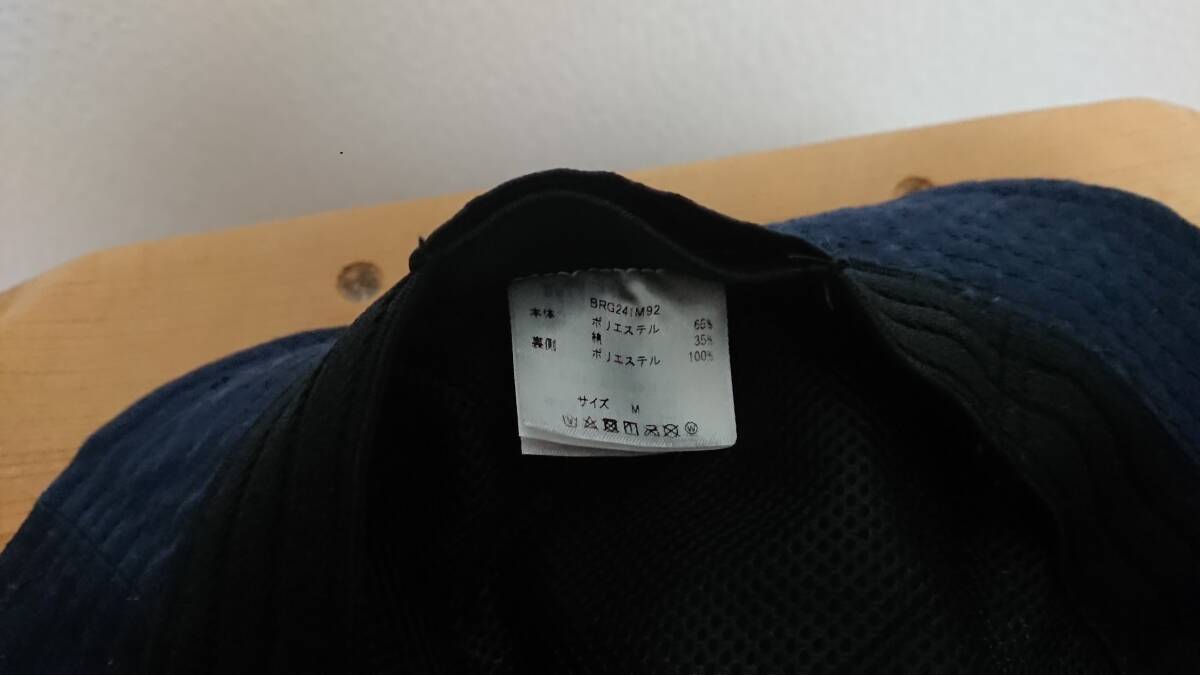 BRG241M92
本体 ポリエステル 65%
綿 35%
裏側 ポリエステル 100%
サイズ M